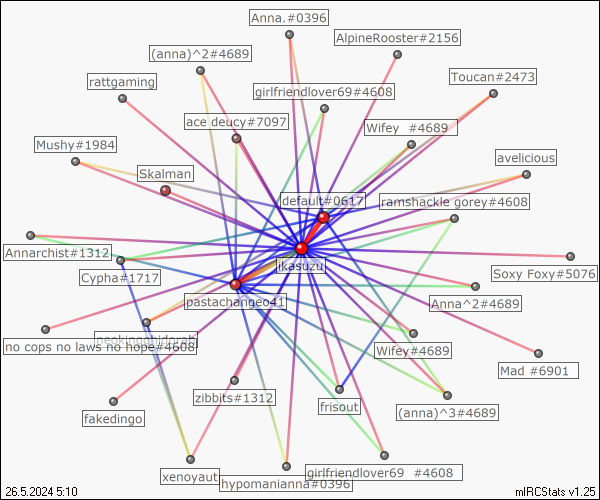 Anna.#0396
AlpineRooster#2156
(anna)^2#4689
Toucan#2473
rattgaming
girlfriendlover69#4608
ace deucy#7097
Wifey #4689
Mushy#1984
avelicious
Skalman
default#0617
ramshackle gorey#4608
Annarchist#1312
ikasuzu
Soxy Foxy#5076
Cypha#1717
pastachangeo41
Anna^2#4689
no cops no laws no hope#4608
Wifey#4689
Mad #6901
zibbits#1312
frisout
(anna)^3#4689
fakedingo
xenoyaut
hypomanianna#0396
girlfriendlover69 #4608
26.5.2024 5:10
mIRCStats v1.25